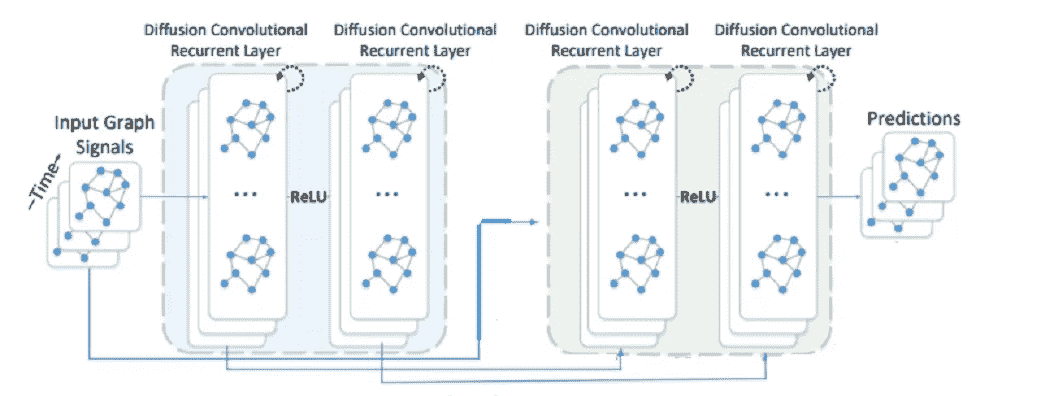 Diffusion Convolutional
Recurrent Layer
Diffusion Convolutional
Recurrent Layer
Diffusion Convolutional
Recurrent Layer
Diffusion Convolutional
Recurrent Layer
Input Graph
Signals
Time
Predictions
...
...
...
...
ReLU
ReLU